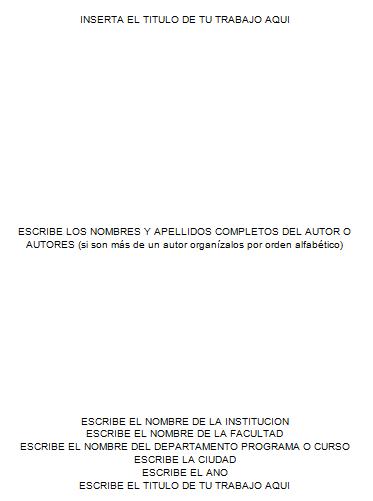 INSERTA EL TITULO DE TU TRABAJO AQUI
ESCRIBE LOS NOMBRES Y APELLIDOS COMPLETOS DEL AUTOR O
AUTORES (si son más de un autor organízalos por orden alfabético)
ESCRIBE EL NOMBRE DE LA INSTITUCION
ESCRIBE EL NOMBRE DE LA FACULTAD
ESCRIBE EL NOMBRE DEL DEPARTAMENTO PROGRAMA O CURSO
ESCRIBE LA CIUDAD
ESCRIBE EL ANO
ESCRIBE EL TITULO DE TU TRABAJO AQUI